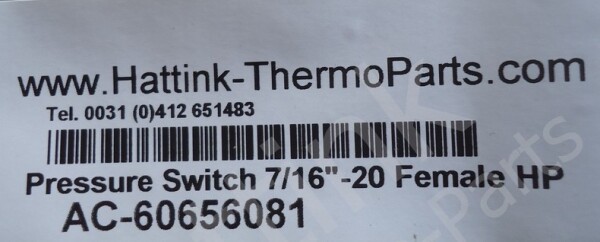 www.Hattink-ThermoParts.com
Tel. 0031 (0)412 651483
Pressure Switch 7/16"-20 Female HP
AC-60656081